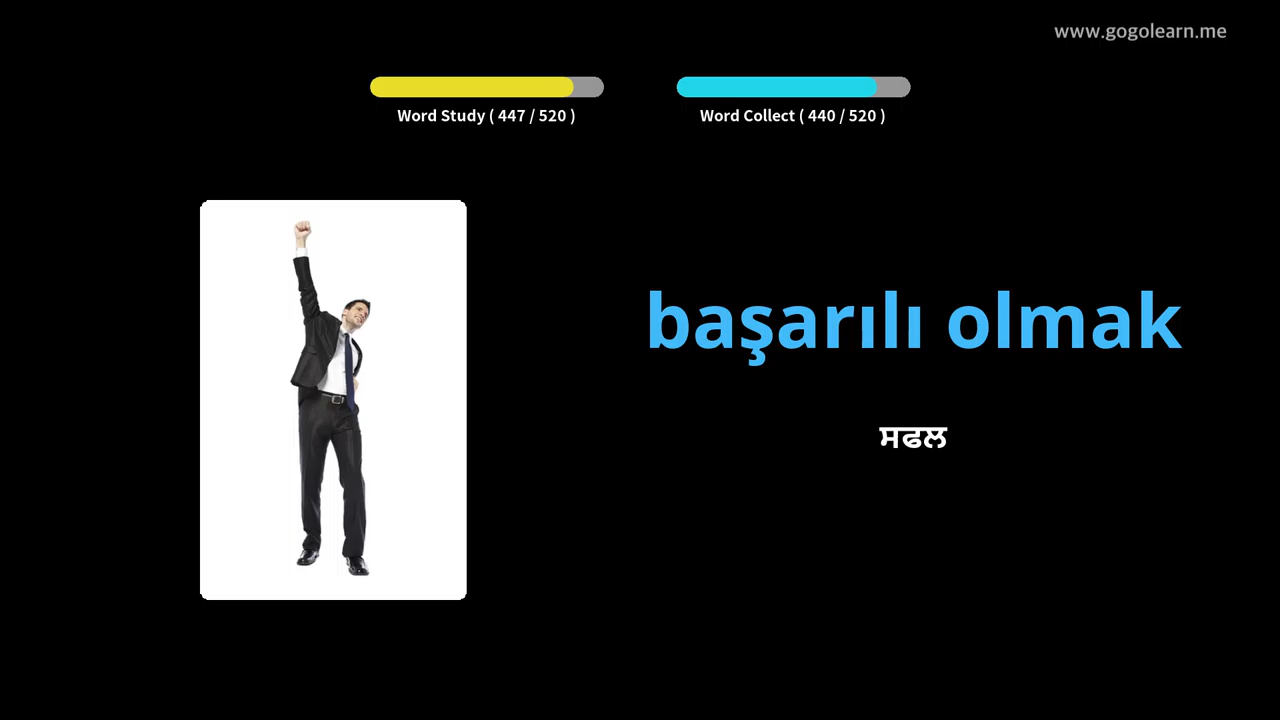 www.gogolearn.me
Word Study ( 447 / 520 )
Word Collect ( 440 / 520 )
başarılı olmak
ਸਫਲ